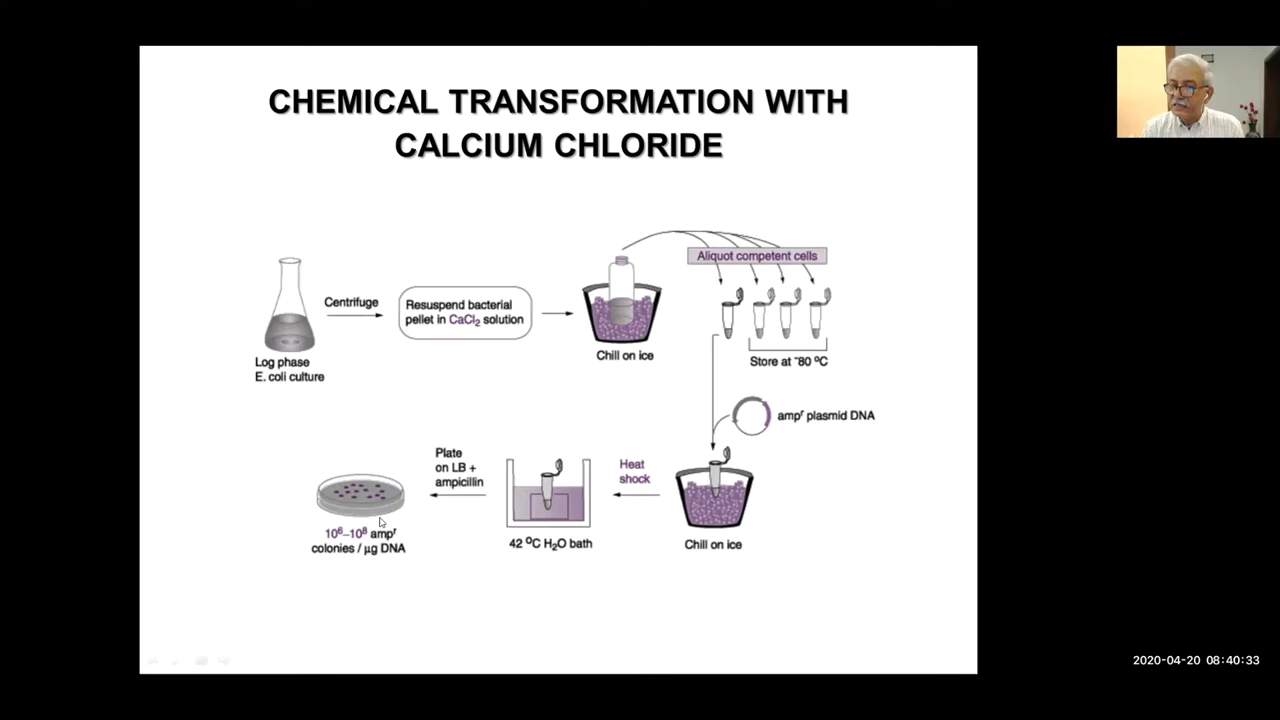 CHEMICAL TRANSFORMATION WITH
CALCIUM CHLORIDE
Aliquot competent cells
Centrifuge
Resuspend bacterial
pellet in CaCl₂ solution
Log phase
E. coli culture
Chill on ice
Store at ⁻80 ⁰C
ampʳ plasmid DNA
Plate
on LB +
ampicillin
Heat
shock
10⁶–10⁸ ampʳ
colonies / µg DNA
42 ⁰C H₂O bath
Chill on ice
2020-04-20 08:40:33